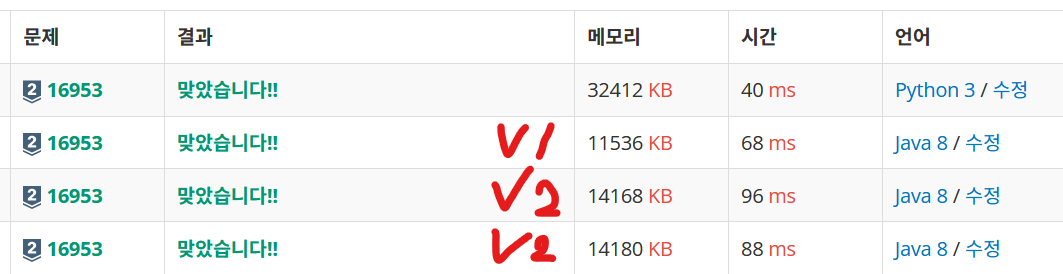 문제 결과 메모리 시간 언어
2 16953 맞았습니다!! 32412 KB 40 ms Python 3 / 수정
2 16953 맞았습니다!! V1 11536 KB 68 ms Java 8 / 수정
2 16953 맞았습니다!! V2 14168 KB 96 ms Java 8 / 수정
2 16953 맞았습니다!! V2 14180 KB 88 ms Java 8 / 수정